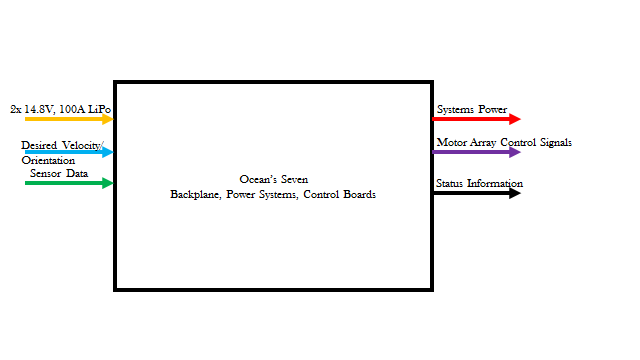 2x 14.8V, 100A LiPo
Desired Velocity/
Orientation
Sensor Data
Ocean's Seven
Backplane, Power Systems, Control Boards
Systems Power
Motor Array Control Signals
Status Information